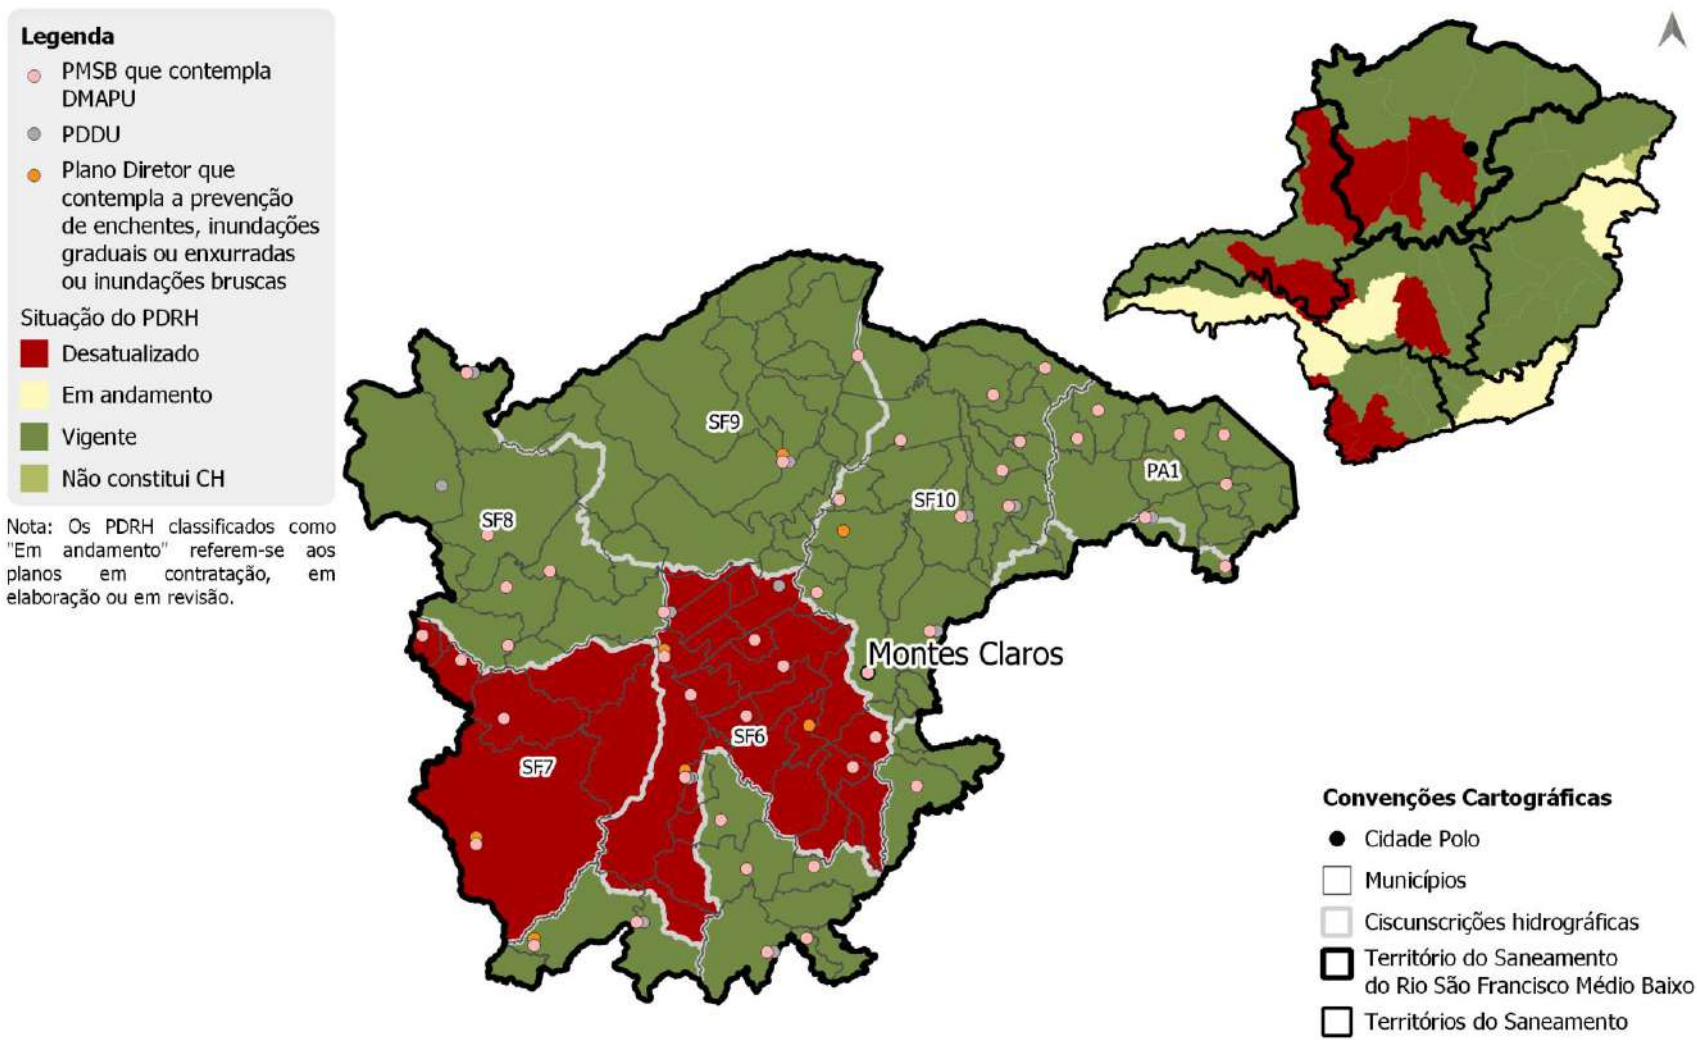 Legenda
PMSB que contempla
DMAPU
PDDU
Plano Diretor que
contempla a prevenção
de enchentes, inundações
graduais ou enxurradas
ou inundações bruscas
Situação do PDRH
Desatualizado
Em andamento
Vigente
Não constitui CH
Nota: Os PDRH classificados como
"Em andamento" referem-se aos
planos em contratação, em
elaboração ou em revisão.
SF9
SF10
PA1
SF8
Montes Claros
SF6
SF7
Convenções Cartográficas
Cidade Polo
Municípios
Ciscunscrições hidrográficas
Território do Saneamento
do Rio São Francisco Médio Baixo
Territórios do Saneamento